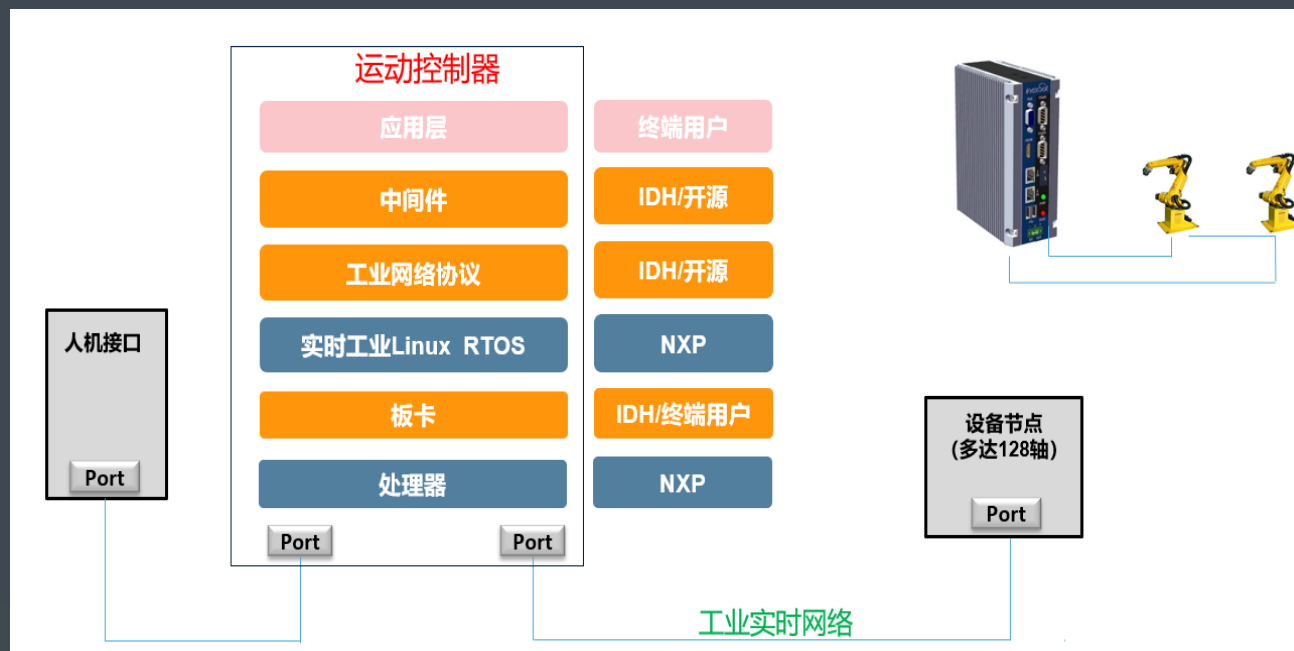 运动控制器
应用层
终端用户
中间件
IDH/开源
工业网络协议
IDH/开源
实时工业Linux RTOS
NXP
板卡
IDH/终端用户
处理器
NXP
Port
Port
人机接口
Port
设备节点
(多达128轴)
Port
工业实时网络